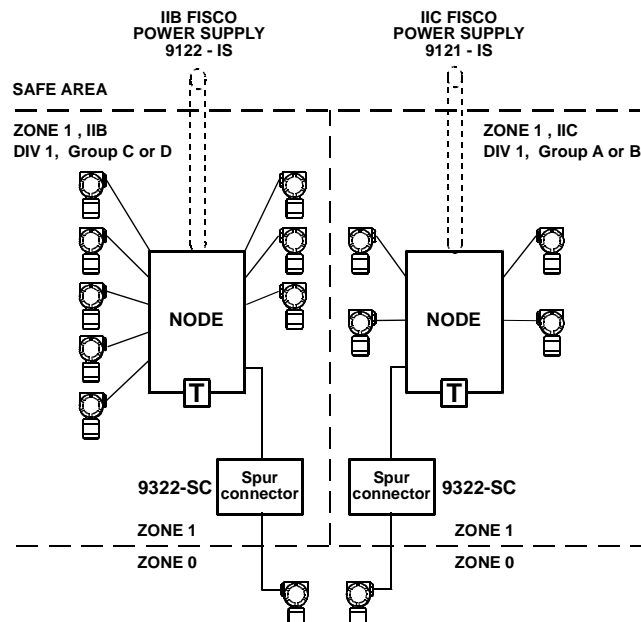 IIB FISCO
POWER SUPPLY
9122 - IS
IIC FISCO
POWER SUPPLY
9121 - IS
SAFE AREA
ZONE 1 , IIB
DIV 1, Group C or D
ZONE 1 , IIC
DIV 1, Group A or B
NODE
T
NODE
T
9322-SC
Spur
connector
Spur
connector
9322-SC
ZONE 1
ZONE 0
ZONE 1
ZONE 0